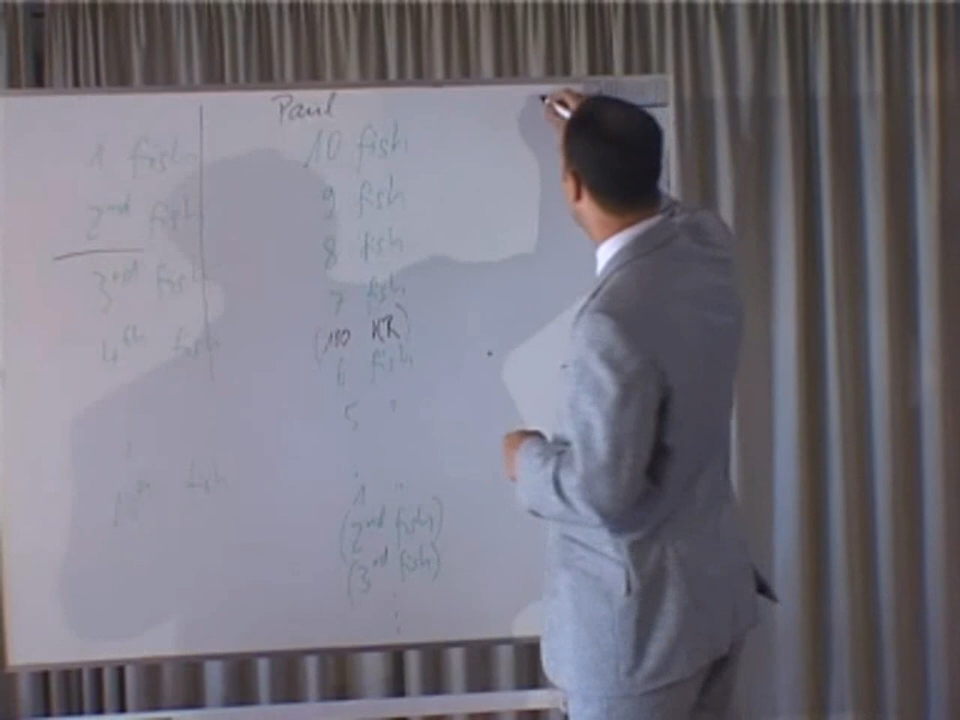 Paul
1 fish
2nd fish
3rd fish
4th fish
10th fish
10 fish
9 fish
8 fish
7 fish
(100 KR)
6 fish
5 "
1 "
(2nd fish)
(3rd fish)